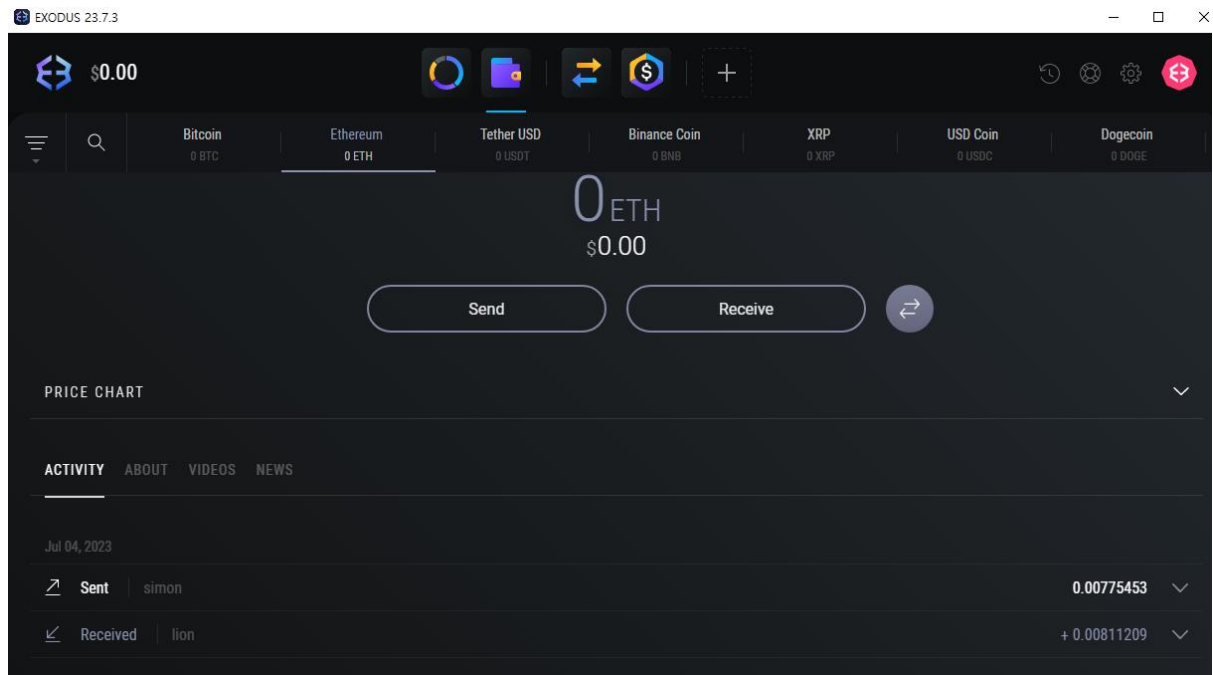 EXODUS 23.7.3
$0.00
Bitcoin Ethereum Tether USD Binance Coin XRP USD Coin Dogecoin
0 BTC 0 ETH 0 USDT 0 BNB 0 XRP 0 USDC 0 DOGE
0 ETH
$0.00
Send Receive
PRICE CHART
ACTIVITY ABOUT VIDEOS NEWS
Jul 04, 2023
Sent simon 0.00775453
Received lion + 0.00811209